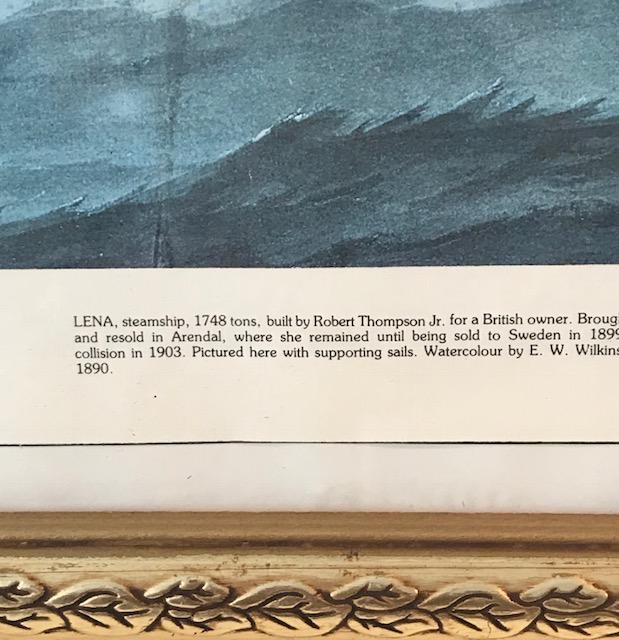 LENA, steamship, 1748 tons, built by Robert Thompson Jr. for a British owner.
and resold in Arendal, where she remained until being sold to Sweden in 1899
collision in 1903. Pictured here with supporting sails. Watercolour by E. W.
1890.